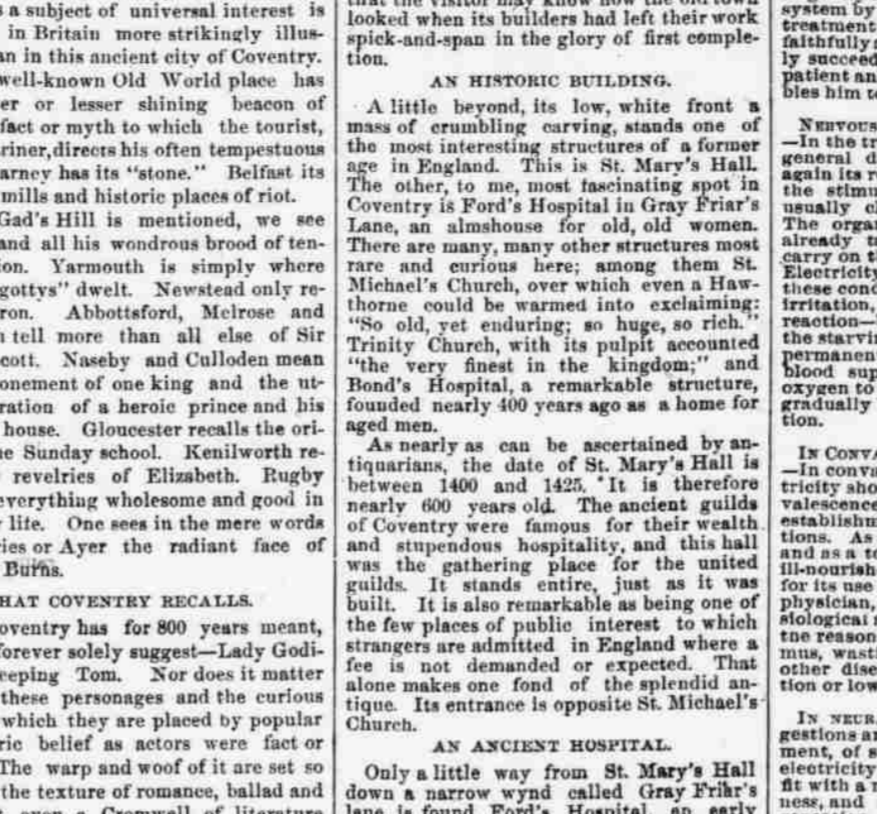 a subject of universal interest is
in Britain more strikingly illus-
an in this ancient city of Coventry.
well-known Old World place has
er or lesser shining beacon of
fact or myth to which the tourist,
riner, directs his often tempestuous
arney has its "stone." Belfast its
mills and historic places of riot.
Gad's Hill is mentioned, we see
and all his wondrous brood of ten-
ion. Yarmouth is simply where
gottys" dwelt. Newstead only re-
ron. Abbottsford, Melrose and
tell more than all else of Sir
cott. Naseby and Culloden mean
onement of one king and the ut-
ration of a heroic prince and his
house. Gloucester recalls the ori-
e Sunday school. Kenilworth re-
revelries of Elizabeth. Rugby
everything wholesome and good in
life. One sees in the mere words
ies or Ayer the radiant face of
Burns.
HAT COVENTRY RECALLS.
oventry has for 800 years meant,
forever solely suggest—Lady Godi-
eeping Tom. Nor does it matter
these personages and the curious
which they are placed by popular
ric belief as actors were fact or
The warp and woof of it are set so
the texture of romance, ballad and
even a Cromwell of literature
that the visitor may know how the old town
looked when its builders had left their work
spick-and-span in the glory of first comple-
tion.
AN HISTORIC BUILDING.
A little beyond, its low, white front a
mass of crumbling carving, stands one of
the most interesting structures of a former
age in England. This is St. Mary's Hall.
The other, to me, most fascinating spot in
Coventry is Ford's Hospital in Gray Friar's
Lane, an almshouse for old, old women.
There are many, many other structures most
rare and curious here; among them St.
Michael's Church, over which even a Haw-
thorne could be warmed into exclaiming:
"So old, yet enduring; so huge, so rich."
Trinity Church, with its pulpit accounted
"the very finest in the kingdom;" and
Bond's Hospital, a remarkable structure,
founded nearly 400 years ago as a home for
aged men.
As nearly as can be ascertained by an-
tiquarians, the date of St. Mary's Hall is
between 1400 and 1425. It is therefore
nearly 600 years old. The ancient guilds
of Coventry were famous for their wealth
and stupendous hospitality, and this hall
was the gathering place for the united
guilds. It stands entire, just as it was
built. It is also remarkable as being one of
the few places of public interest to which
strangers are admitted in England where a
fee is not demanded or expected. That
alone makes one fond of the splendid an-
tique. Its entrance is opposite St. Michael's
Church.
AN ANCIENT HOSPITAL.
Only a little way from St. Mary's Hall
down a narrow wynd called Gray Friar's
lane is found Ford's Hospital, an early
system by
treatment
faithfully
ly succeed
patient an
bles him to
NERVOUS
—In the tr
general d
again its r
the stimu
usually cl
The orga
already t
carry on t
Electricity
these cond
irritation,
reaction—
the starvi
permanen
blood sup
oxygen to
gradually
tion.
IN CONVA
—In conva
tricity sho
valescence
establishm
tions. As
and as a t
ill-nourish
for its use
physician,
siological
tne reason
mus, wasti
other dise
tion or low
IN NEUR
gestions a
ment, of s
electricity
fit with a
ness, and